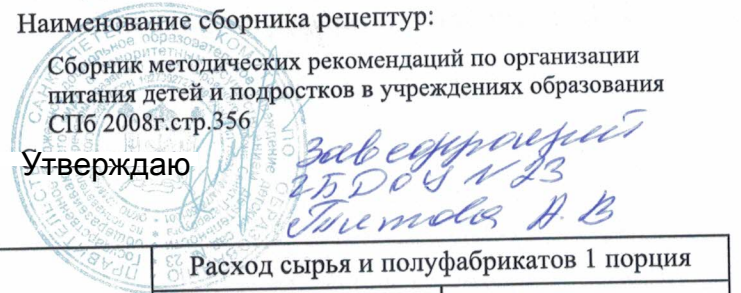 Наименование сборника рецептур:
Сборник методических рекомендаций по организации
питания детей и подростков в учреждениях образования
СПб 2008г.стр.356
Утверждаю
Заведующий
ГБДОУ N 23
Титова А.В
Расход сырья и полуфабрикатов 1 порция